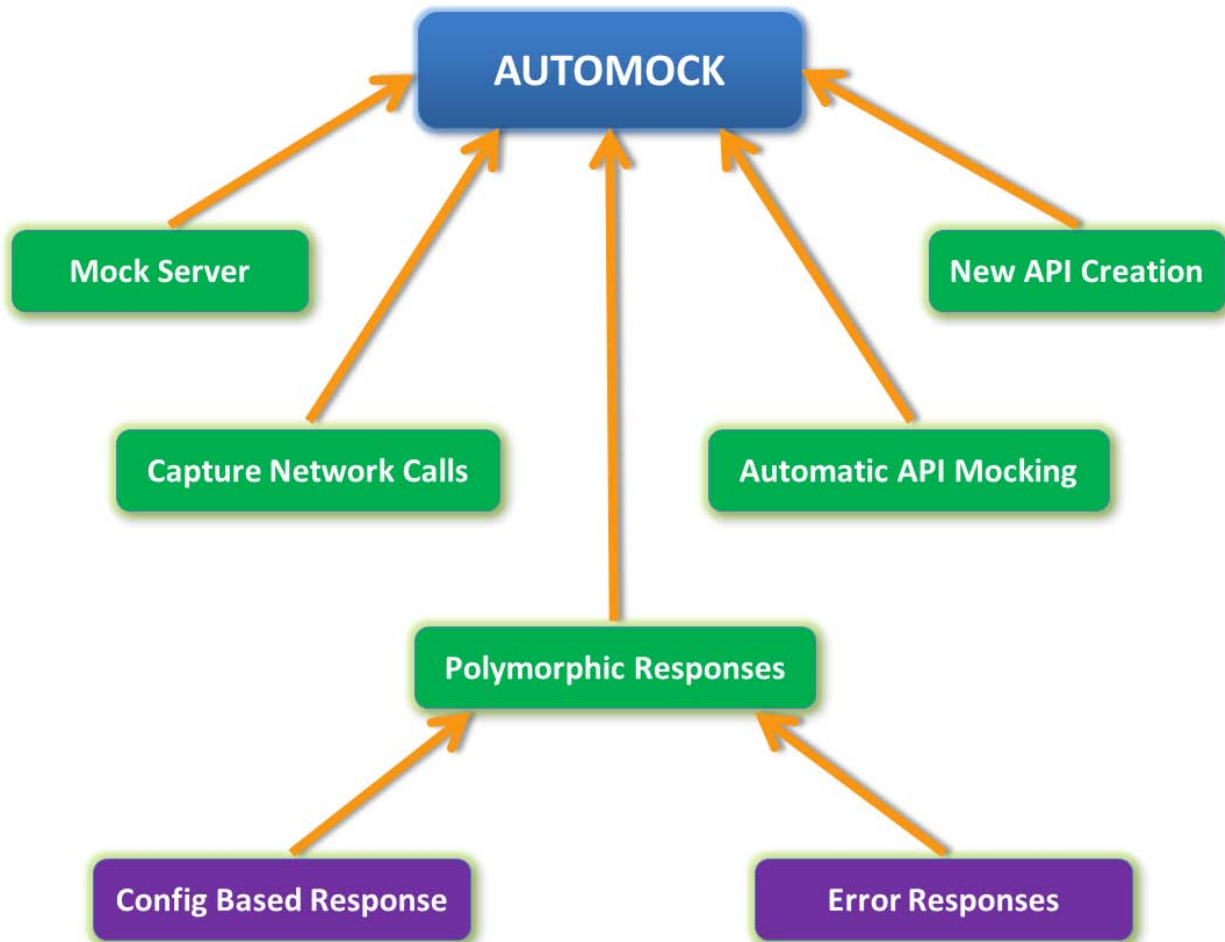 AUTOMOCK
Mock Server
New API Creation
Capture Network Calls
Automatic API Mocking
Polymorphic Responses
Config Based Response
Error Responses